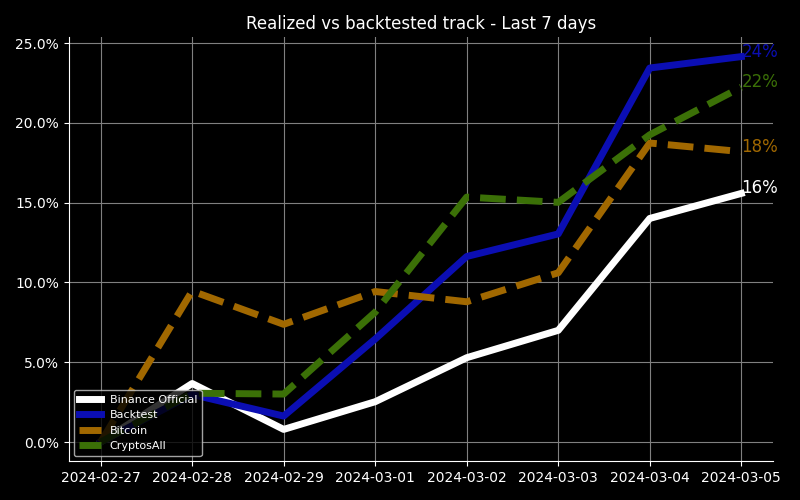 Realized vs backtested track - Last 7 days
25.0%
20.0%
15.0%
10.0%
5.0%
0.0%
24%
22%
18%
16%
Binance Official
Backtest
Bitcoin
CryptosAll
2024-02-27 2024-02-28 2024-02-29 2024-03-01 2024-03-02 2024-03-03 2024-03-04 2024-03-05